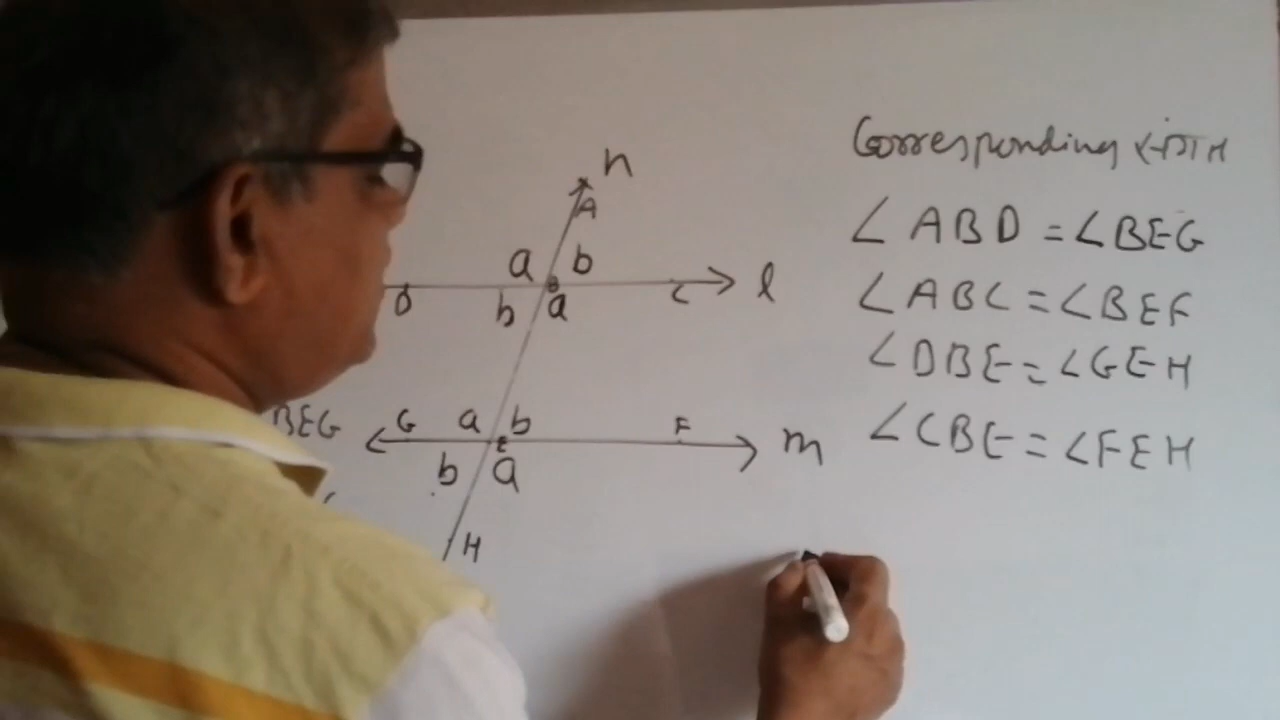 n
A
a b
D B C l
b a
Corresponding
∠ABD = ∠BEG
∠ABC = ∠BEF
∠DBE = ∠GEH
∠CBE = ∠FEH
BEG
G a b F
E m
b a
H